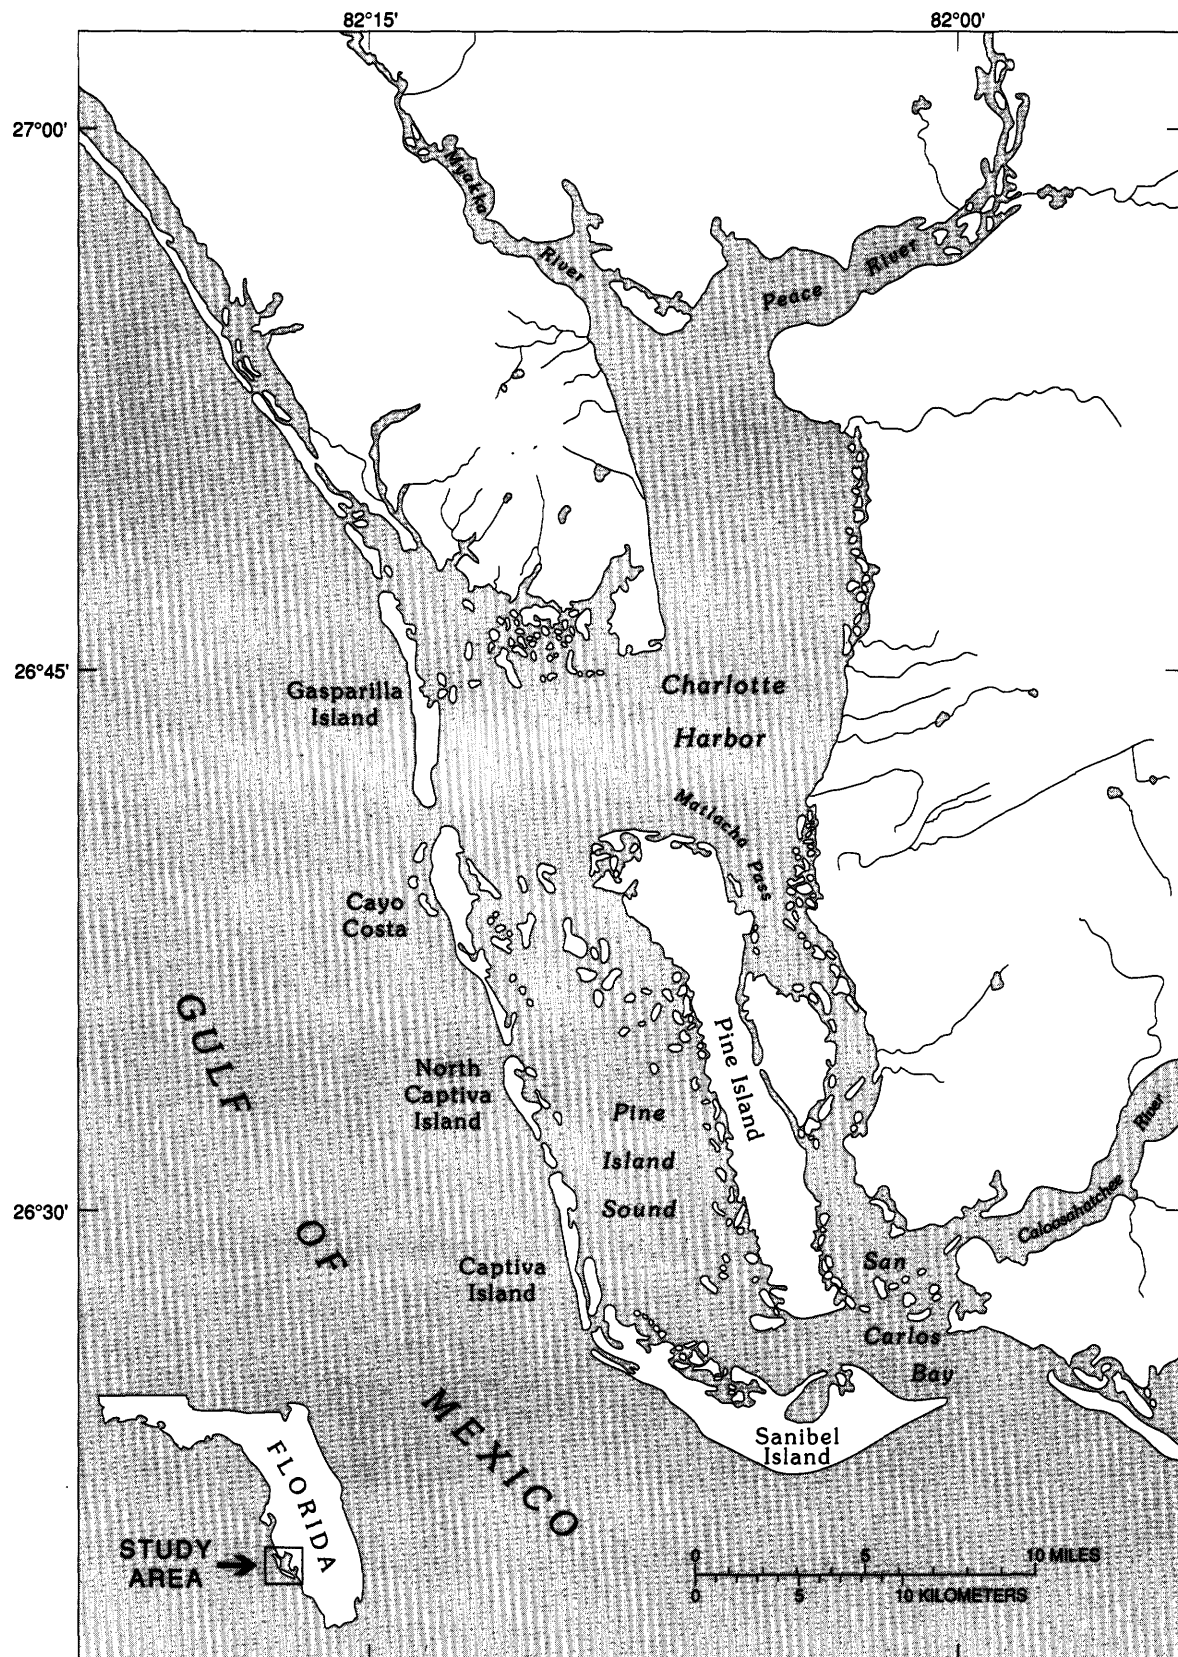 82°15'
82°00'
27°00'
Myakka
River
River
Peace
26°45'
Gasparilla
Island
Charlotte
Harbor
Matlacha Pass
Cayo
Costa
GULF
Pine Island
North
Captiva
Island
Pine
Island
Sound
River
Caloosahatchee
26°30'
OF
San
Captiva
Island
Carlos
Bay
MEXICO
Sanibel
Island
FLORIDA
STUDY
AREA
0 5 10 MILES
0 5 10 KILOMETERS